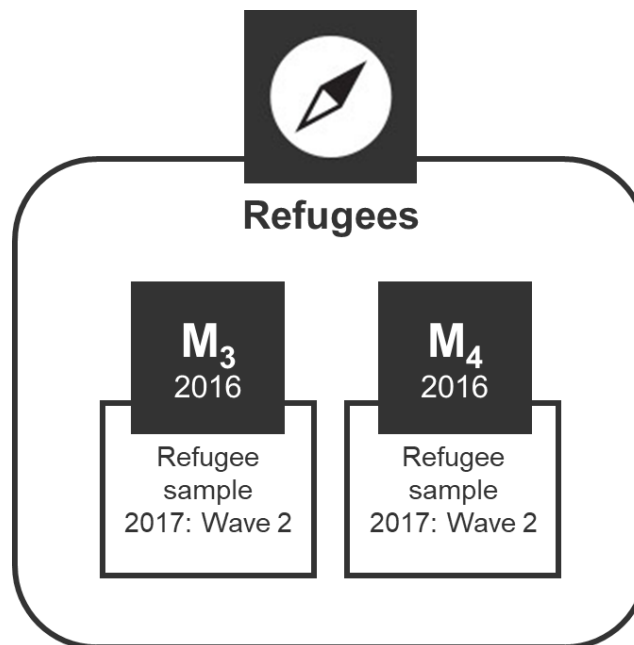 Refugees
M₃
2016
Refugee
sample
2017: Wave 2
M₄
2016
Refugee
sample
2017: Wave 2